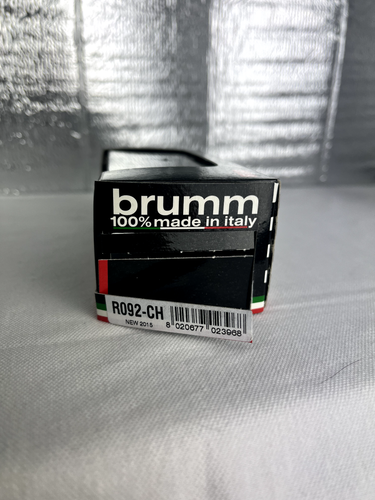 brumm
100% made in italy
R092-CH
NEW 2015
8 020677 023968